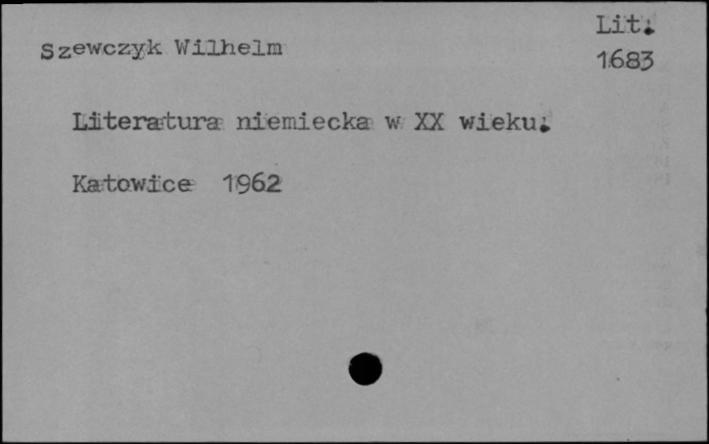 Lit.
Szewczyk Wilhelm
1683
Literatura niemiecka w XX wieku.
Katowice 1962